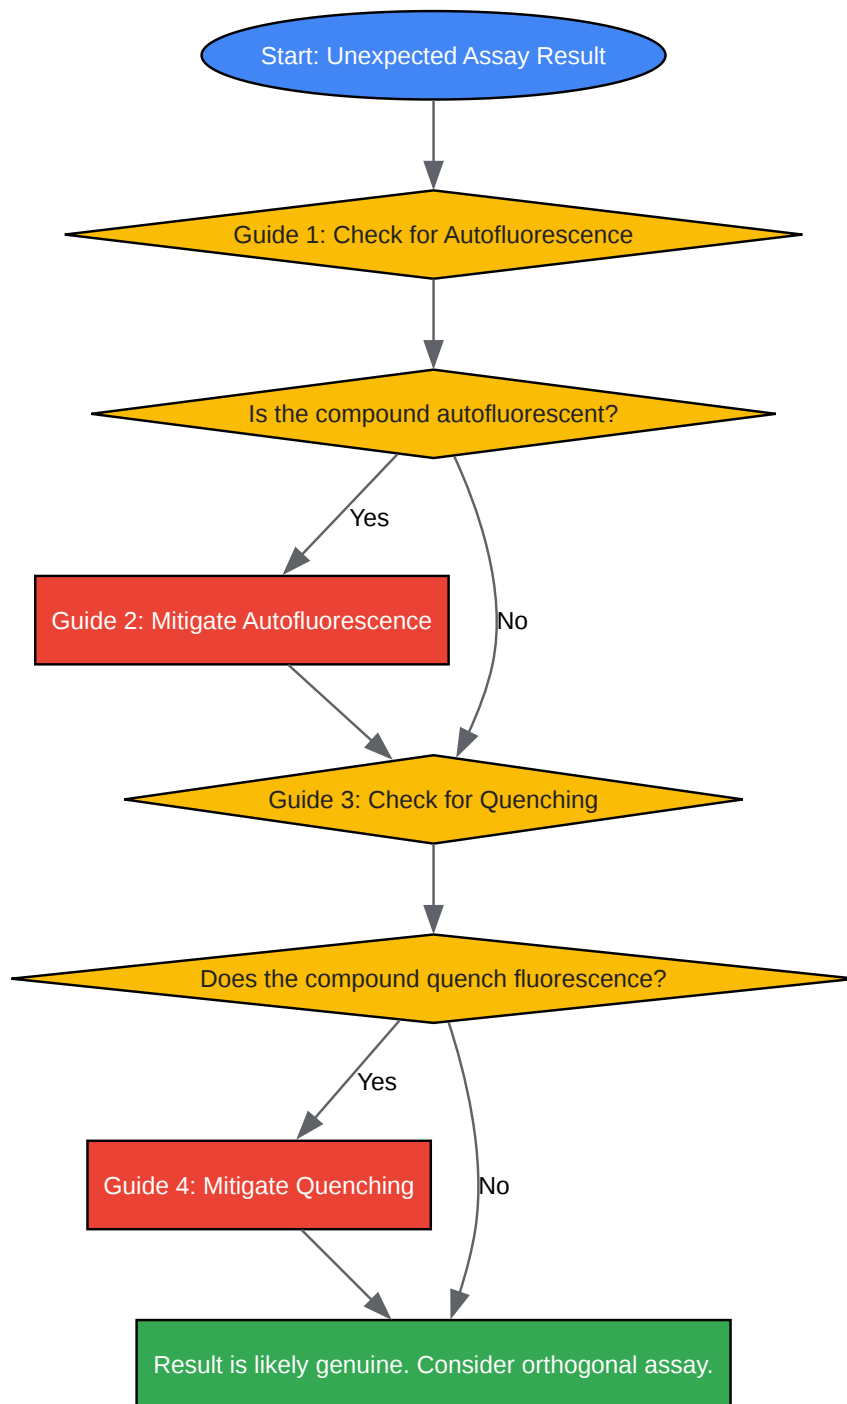 Start: Unexpected Assay Result
Guide 1: Check for Autofluorescence
Is the compound autofluorescent?
Yes
Guide 2: Mitigate Autofluorescence
No
Guide 3: Check for Quenching
Does the compound quench fluorescence?
Yes
Guide 4: Mitigate Quenching
No
Result is likely genuine. Consider orthogonal assay.